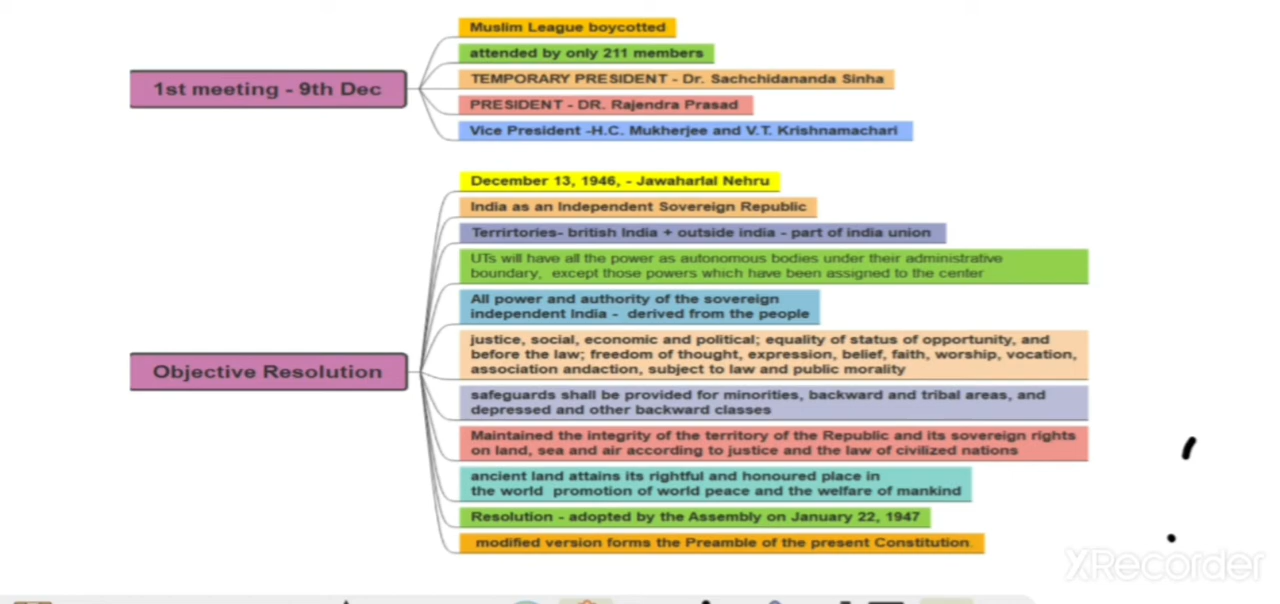 Muslim League boycotted
attended by only 211 members
1st meeting - 9th Dec
TEMPORARY PRESIDENT - Dr. Sachchidananda Sinha
PRESIDENT - DR. Rajendra Prasad
Vice President -H.C. Mukherjee and V.T. Krishnamachari
December 13, 1946, - Jawaharlal Nehru
India as an Independent Sovereign Republic
Terrirtories- british India + outside india - part of india union
UTs will have all the power as autonomous bodies under their administrative
boundary, except those powers which have been assigned to the center
All power and authority of the sovereign
independent India - derived from the people
justice, social, economic and political; equality of status of opportunity, and
before the law; freedom of thought, expression, belief, faith, worship, vocation,
association andaction, subject to law and public morality
Objective Resolution
safeguards shall be provided for minorities, backward and tribal areas, and
depressed and other backward classes
Maintained the integrity of the territory of the Republic and its sovereign rights
on land, sea and air according to justice and the law of civilized nations
ancient land attains its rightful and honoured place in
the world promotion of world peace and the welfare of mankind
Resolution - adopted by the Assembly on January 22, 1947
modified version forms the Preamble of the present Constitution.
XRecorder